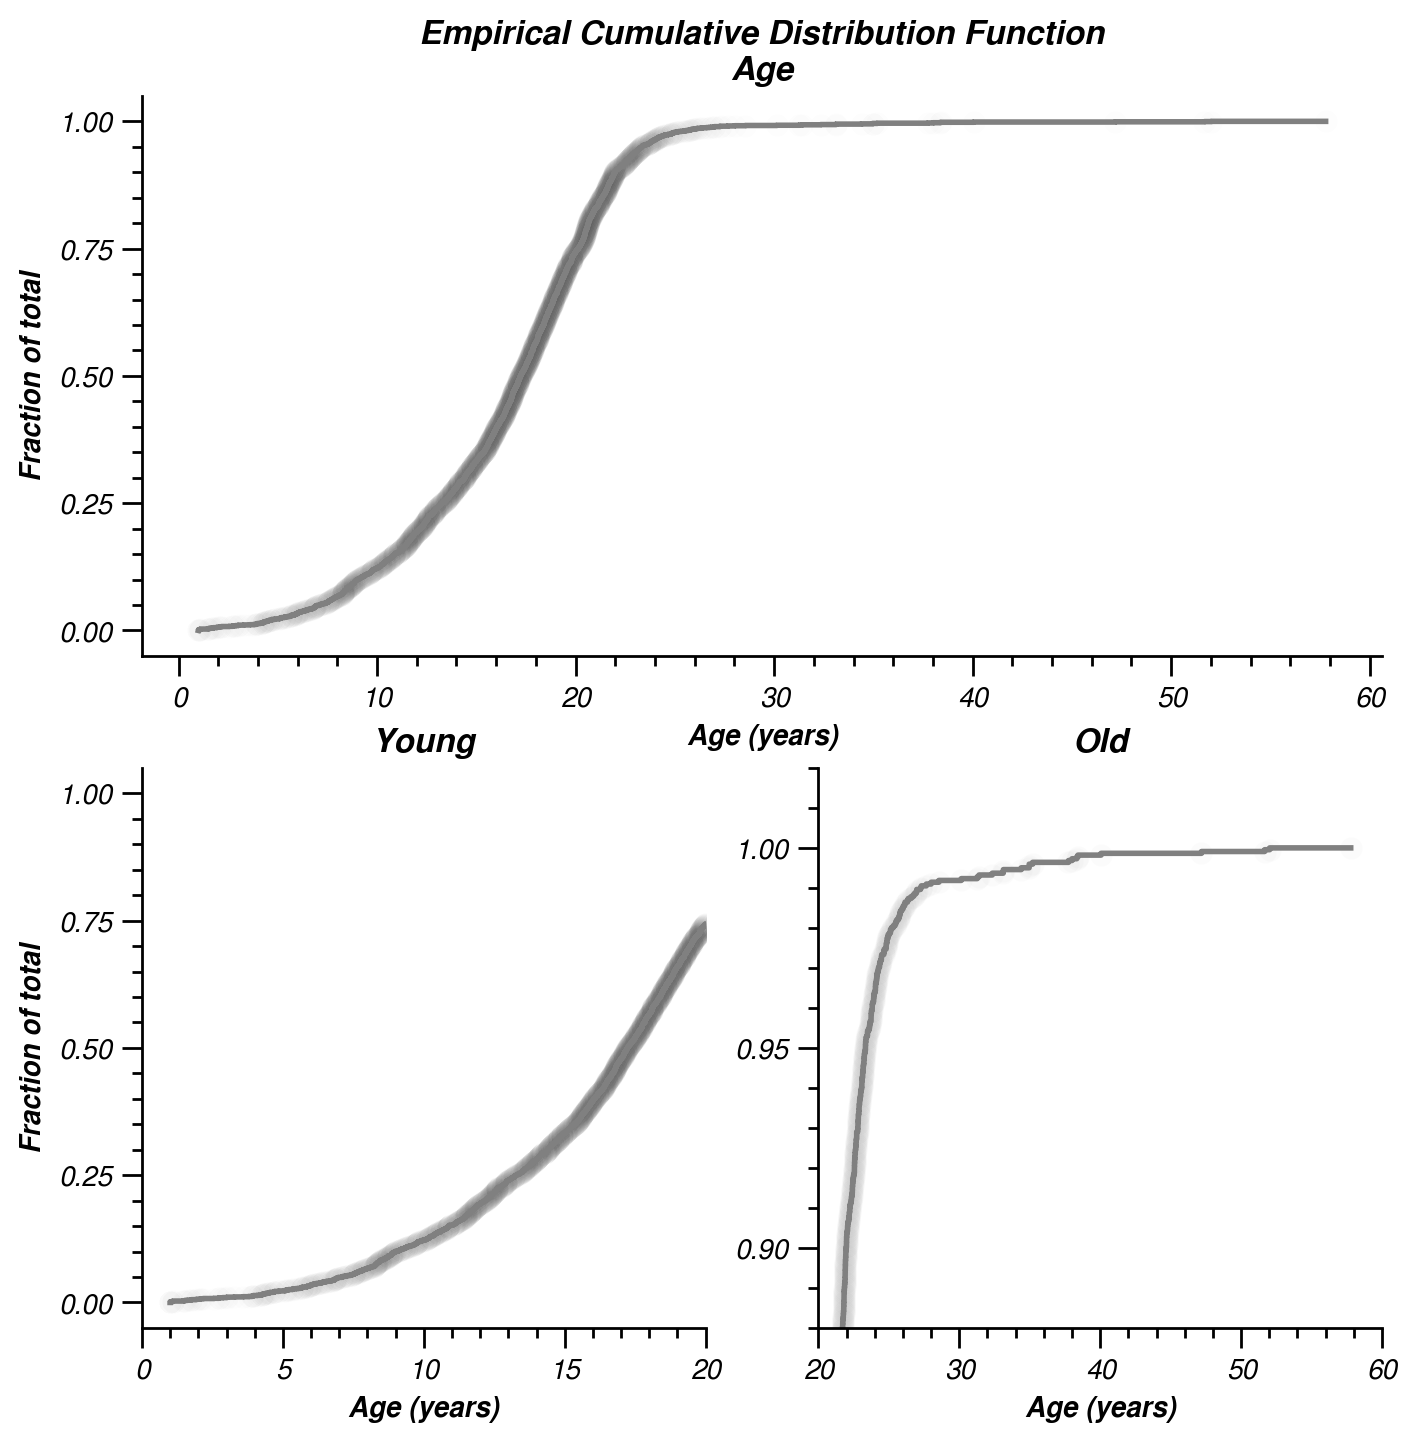 Empirical Cumulative Distribution Function
Age
1.00
0.75
0.50
0.25
0.00
Fraction of total
0 10 20 30 40 50 60
Age (years)
Young
1.00
0.75
0.50
0.25
0.00
Fraction of total
0 5 10 15 20
Age (years)
Old
1.00
0.95
0.90
20 30 40 50 60
Age (years)